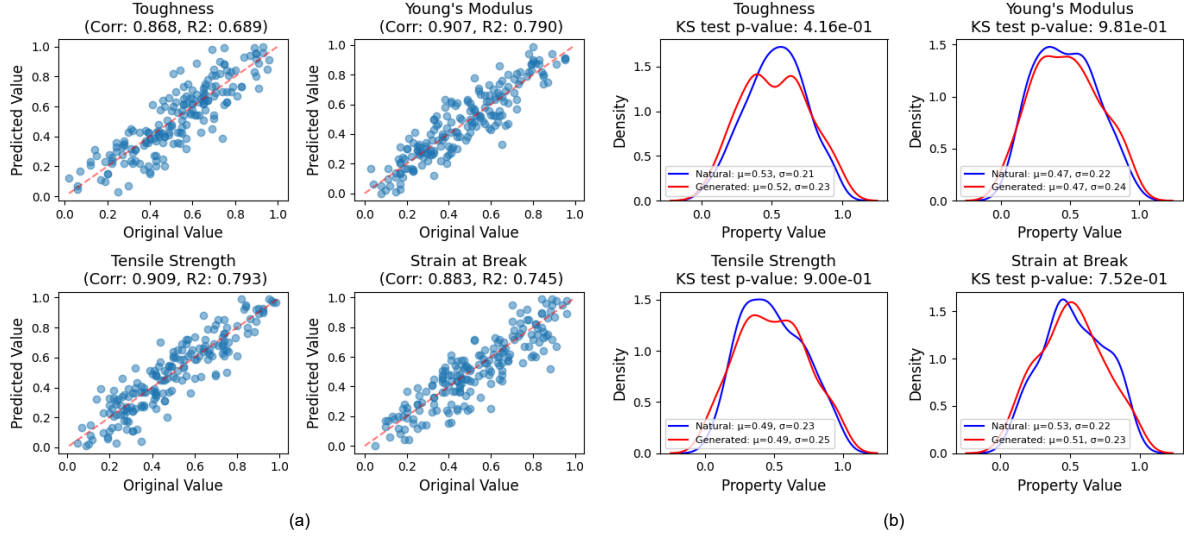 Toughness
(Corr: 0.868, R2: 0.689)
Predicted Value
1.0
0.8
0.6
0.4
0.2
0.0
0.0 0.2 0.4 0.6 0.8 1.0
Original Value
Young's Modulus
(Corr: 0.907, R2: 0.790)
Predicted Value
1.0
0.8
0.6
0.4
0.2
0.0
0.0 0.2 0.4 0.6 0.8 1.0
Original Value
Tensile Strength
(Corr: 0.909, R2: 0.793)
Predicted Value
1.0
0.8
0.6
0.4
0.2
0.0
0.0 0.2 0.4 0.6 0.8 1.0
Original Value
Strain at Break
(Corr: 0.883, R2: 0.745)
Predicted Value
1.0
0.8
0.6
0.4
0.2
0.0
0.0 0.2 0.4 0.6 0.8 1.0
Original Value
(a)
Toughness
KS test p-value: 4.16e-01
Density
1.5
1.0
0.5
0.0
Natural: μ=0.53, σ=0.21
Generated: μ=0.52, σ=0.23
0.0 0.5 1.0
Property Value
Young's Modulus
KS test p-value: 9.81e-01
Density
1.5
1.0
0.5
0.0
Natural: μ=0.47, σ=0.22
Generated: μ=0.47, σ=0.24
0.0 0.5 1.0
Property Value
Tensile Strength
KS test p-value: 9.00e-01
Density
1.5
1.0
0.5
0.0
Natural: μ=0.49, σ=0.23
Generated: μ=0.49, σ=0.25
0.0 0.5 1.0
Property Value
Strain at Break
KS test p-value: 7.52e-01
Density
1.5
1.0
0.5
0.0
Natural: μ=0.53, σ=0.22
Generated: μ=0.51, σ=0.23
0.0 0.5 1.0
Property Value
(b)